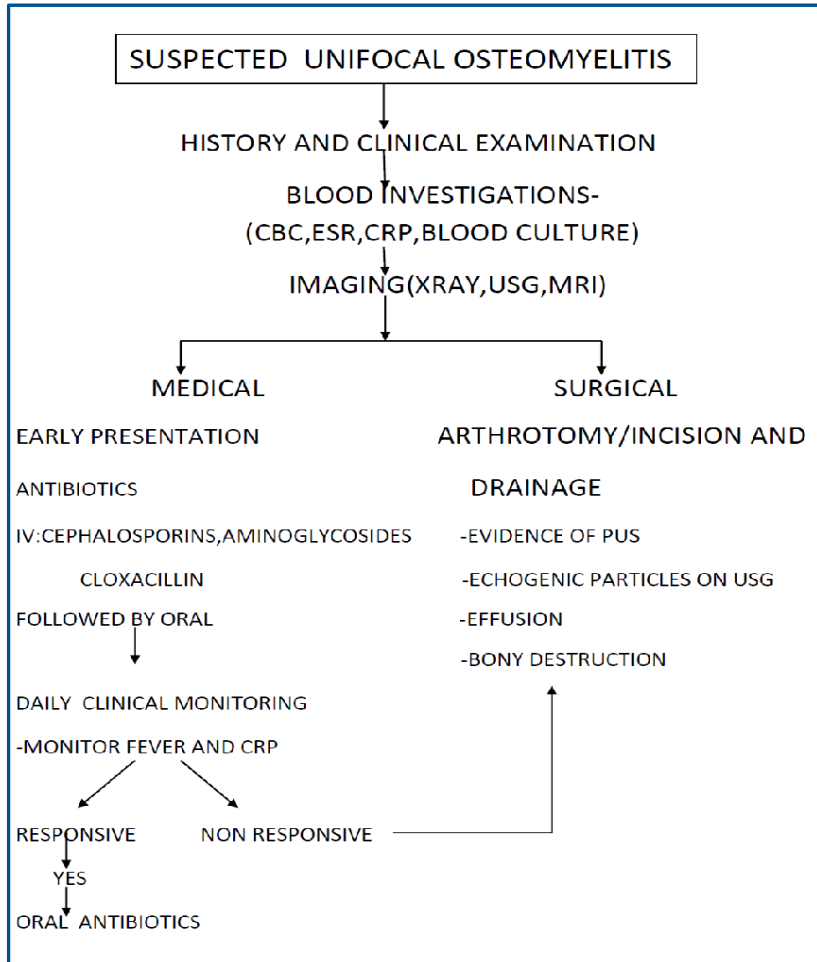 SUSPECTED UNIFOCAL OSTEOMYELITIS
HISTORY AND CLINICAL EXAMINATION
BLOOD INVESTIGATIONS-
(CBC,ESR,CRP,BLOOD CULTURE)
IMAGING(XRAY,USG,MRI)
MEDICAL
EARLY PRESENTATION
ANTIBIOTICS
IV:CEPHALOSPORINS,AMINOGLYCOSIDES
CLOXACILLIN
FOLLOWED BY ORAL
DAILY CLINICAL MONITORING
-MONITOR FEVER AND CRP
RESPONSIVE
NON RESPONSIVE
YES
ORAL ANTIBIOTICS
SURGICAL
ARTHROTOMY/INCISION AND
DRAINAGE
-EVIDENCE OF PUS
-ECHOGENIC PARTICLES ON USG
-EFFUSION
-BONY DESTRUCTION